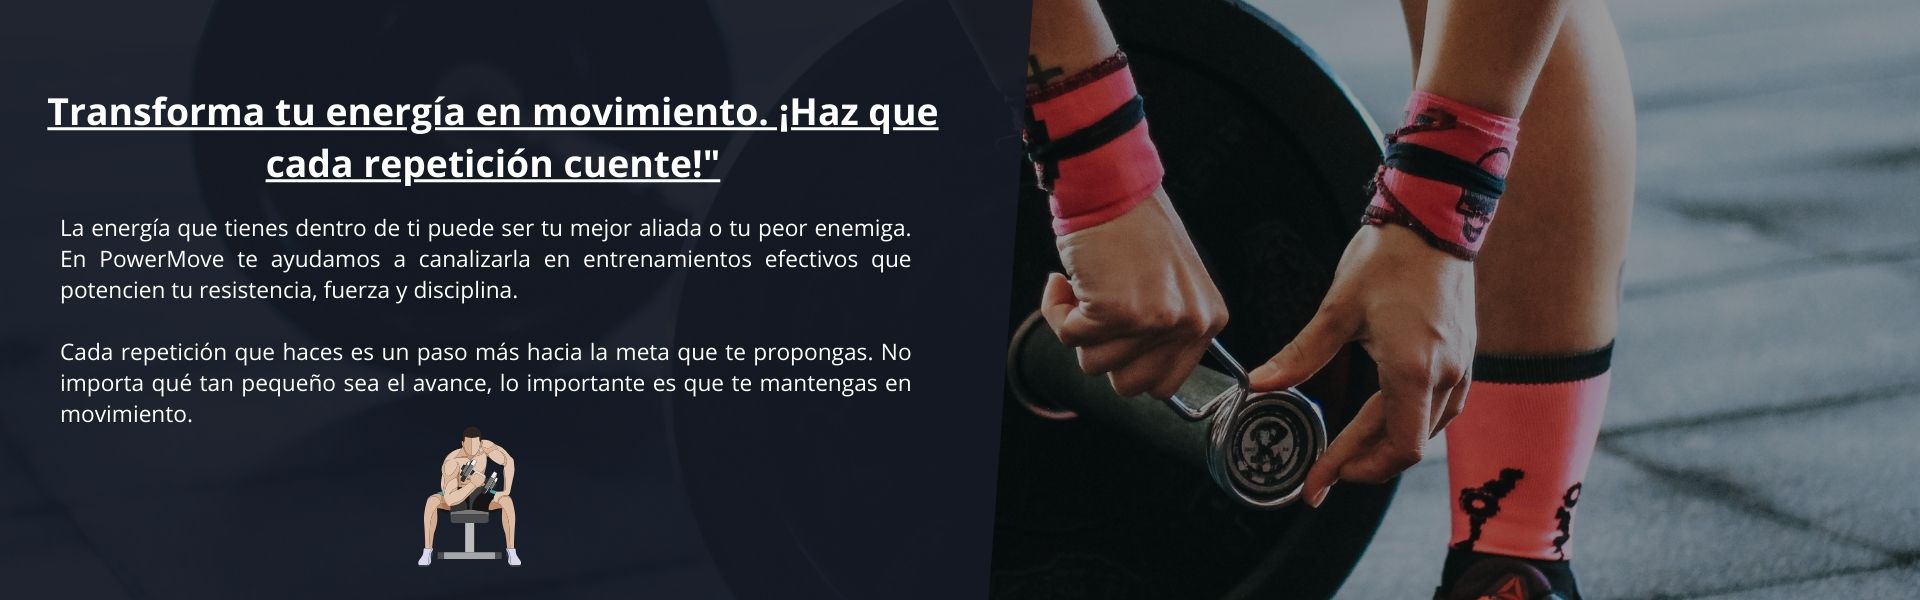 Transforma tu energía en movimiento. ¡Haz que
cada repetición cuente!"
La energía que tienes dentro de ti puede ser tu mejor aliada o tu peor enemiga.
En PowerMove te ayudamos a canalizarla en entrenamientos efectivos que
potencien tu resistencia, fuerza y disciplina.
Cada repetición que haces es un paso más hacia la meta que te propongas. No
importa qué tan pequeño sea el avance, lo importante es que te mantengas en
movimiento.